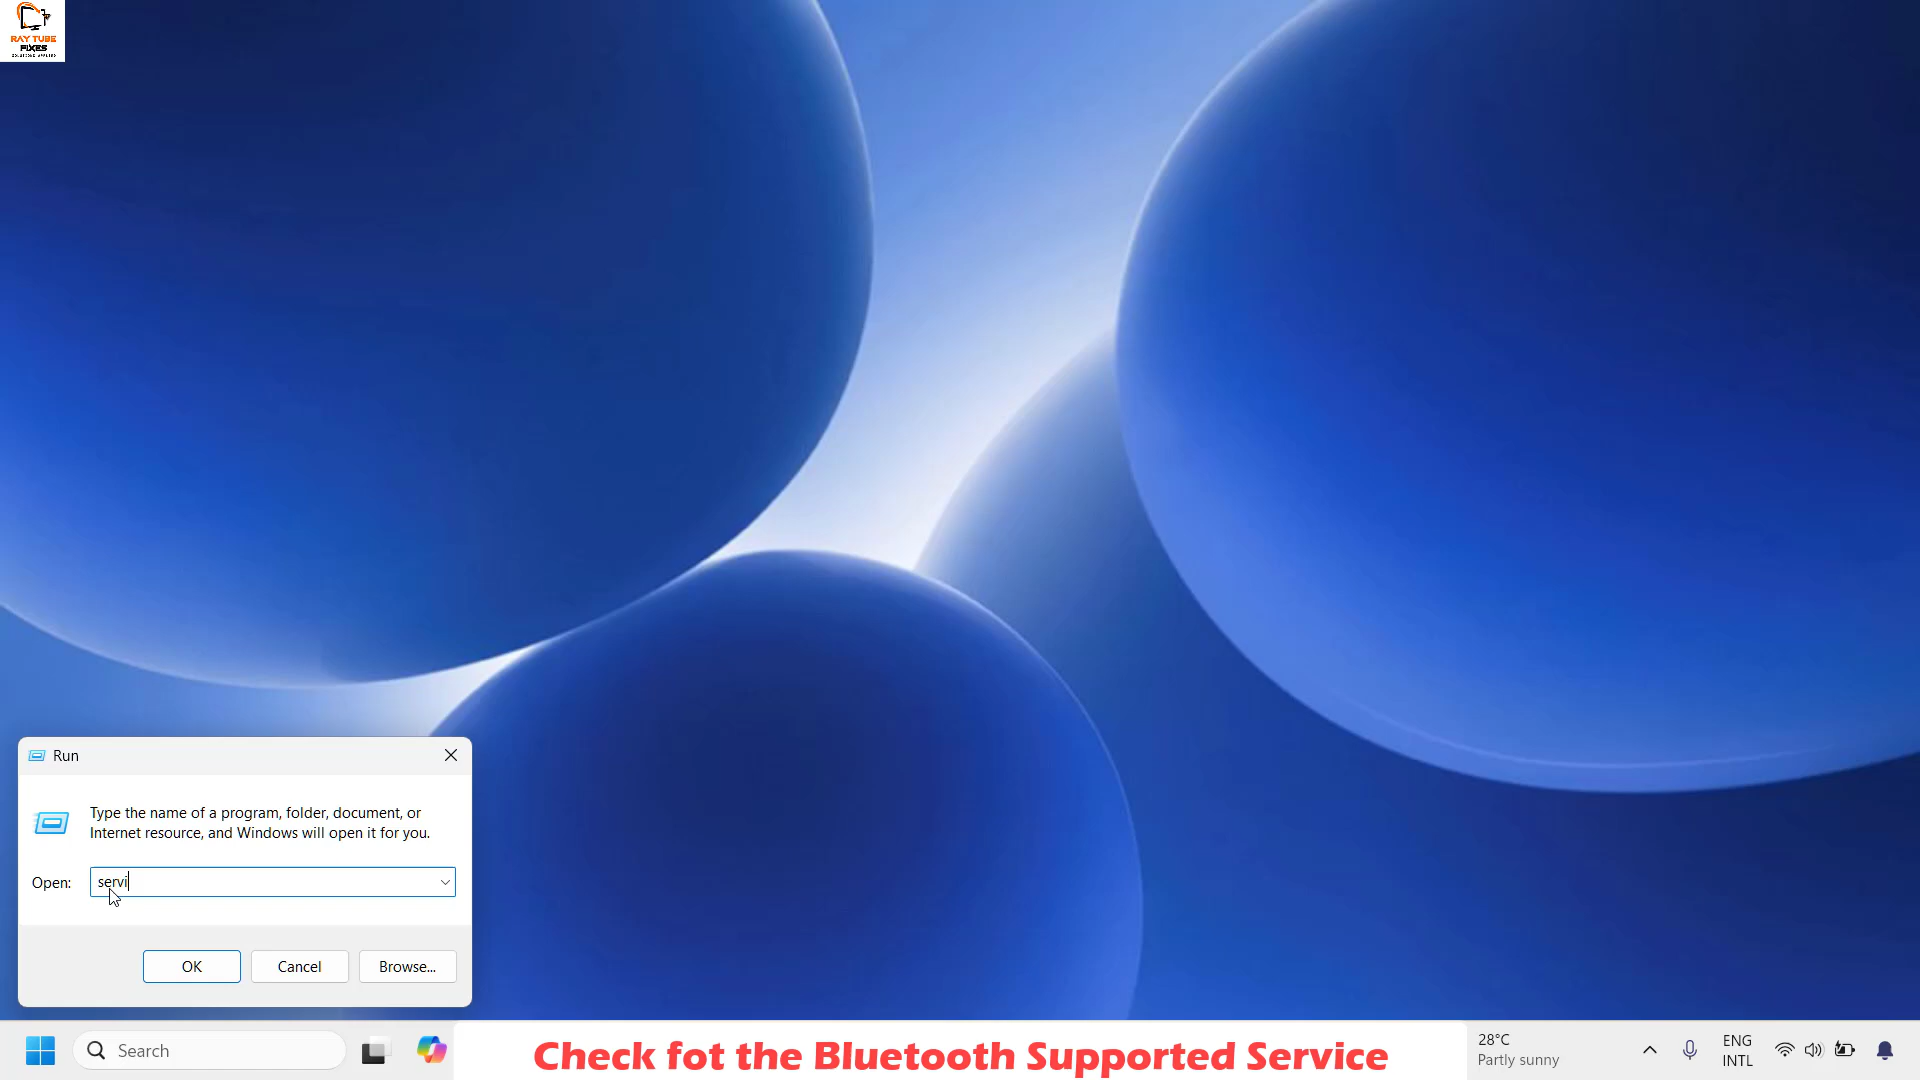 RAY TUBE
FIXES
SOLUTIONS APPLIED
Run
Type the name of a program, folder, document, or
Internet resource, and Windows will open it for you.
Open:
servi
OK
Cancel
Browse...
Search
Check fot the Bluetooth Supported Service
28°C
Partly sunny
ENG
INTL